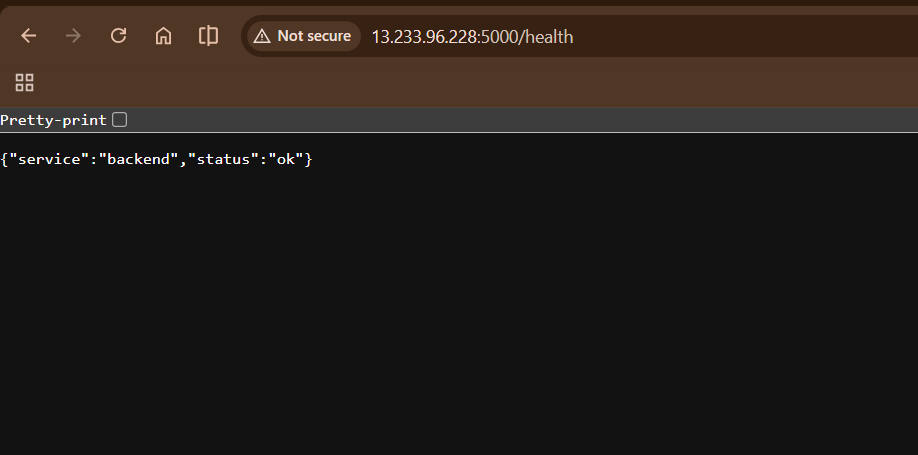 Not secure 13.233.96.228:5000/health
Pretty-print
{"service":"backend","status":"ok"}